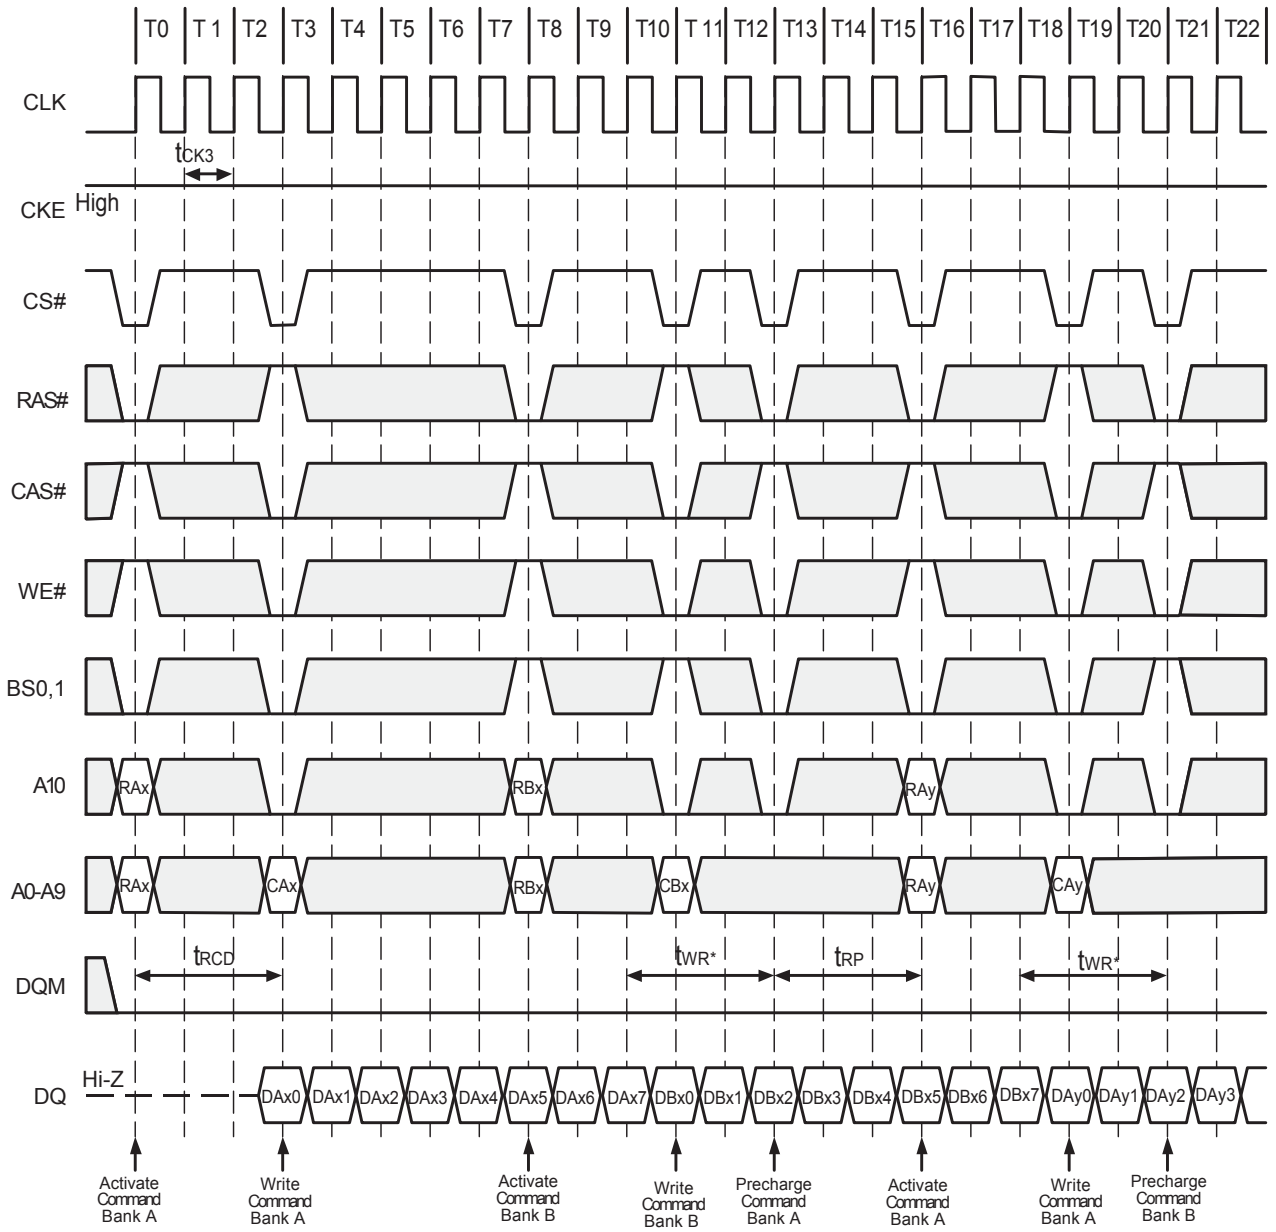 T0 T 1 T2 T3 T4 T5 T6 T7 T8 T9 T10 T 11 T12 T13 T14 T15 T16 T17 T18 T19 T20 T21 T22
CLK
tCK3
CKE High
CS#
RAS#
CAS#
WE#
BS0,1
A10 RAx RBx RAy
A0-A9 RAx CAx RBx CBx RAy CAy
tRCD tWR* tRP tWR*
DQM
Hi-Z
DQ DAx0 DAx1 DAx2 DAx3 DAx4 DAx5 DAx6 DAx7 DBx0 DBx1 DBx2 DBx3 DBx4 DBx5 DBx6 DBx7 DAy0 DAy1 DAy2 DAy3
Activate
Command
Bank A
Write
Command
Bank A
Activate
Command
Bank B
Write
Command
Bank B
Precharge
Command
Bank A
Activate
Command
Bank A
Write
Command
Bank A
Precharge
Command
Bank B